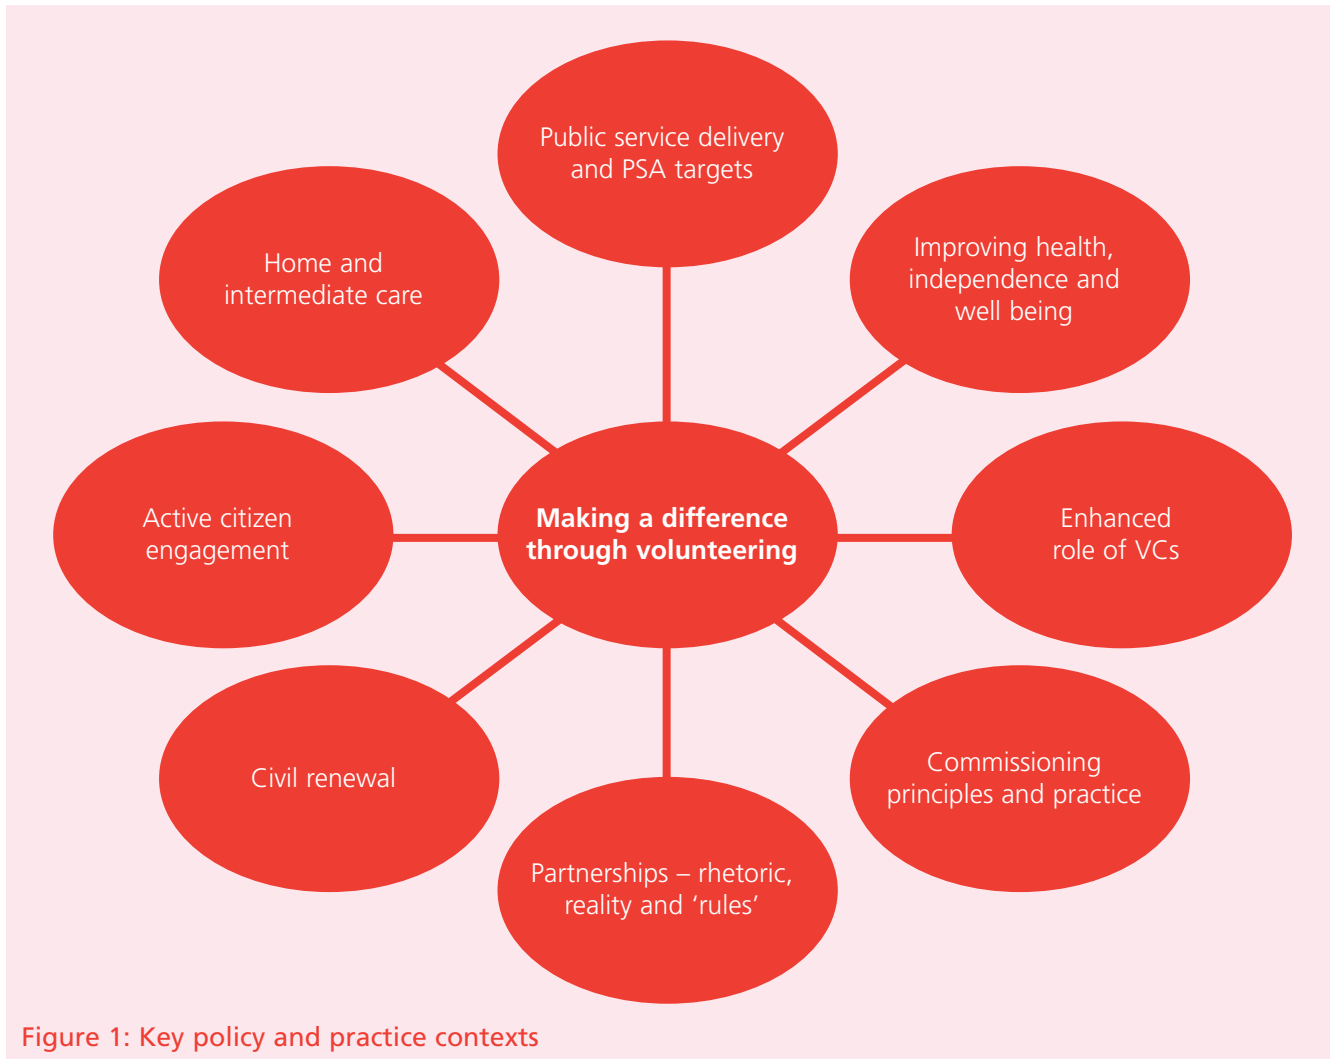 Public service delivery
and PSA targets
Home and
intermediate care
Improving health,
independence and
well being
Active citizen
engagement
Making a difference
through volunteering
Enhanced
role of VCs
Civil renewal
Commissioning
principles and practice
Partnerships – rhetoric,
reality and ‘rules’
Figure 1: Key policy and practice contexts